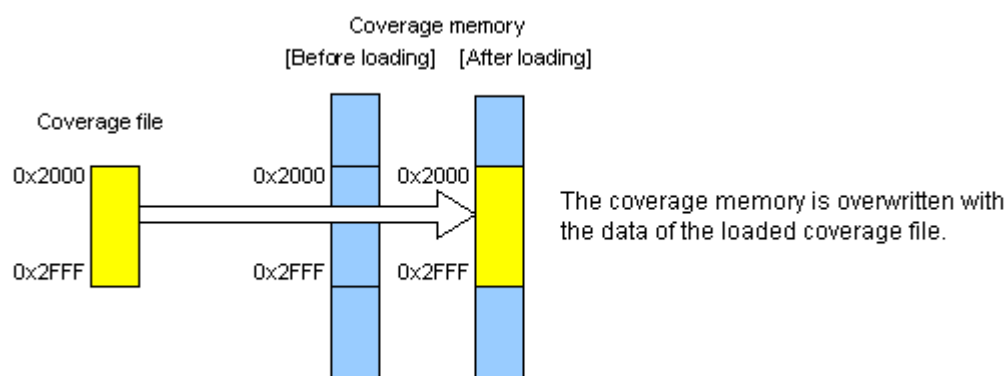 Coverage memory
[Before loading] [After loading]
Coverage file
0x2000 0x2000 0x2000
The coverage memory is overwritten with
the data of the loaded coverage file.
0x2FFF 0x2FFF 0x2FFF